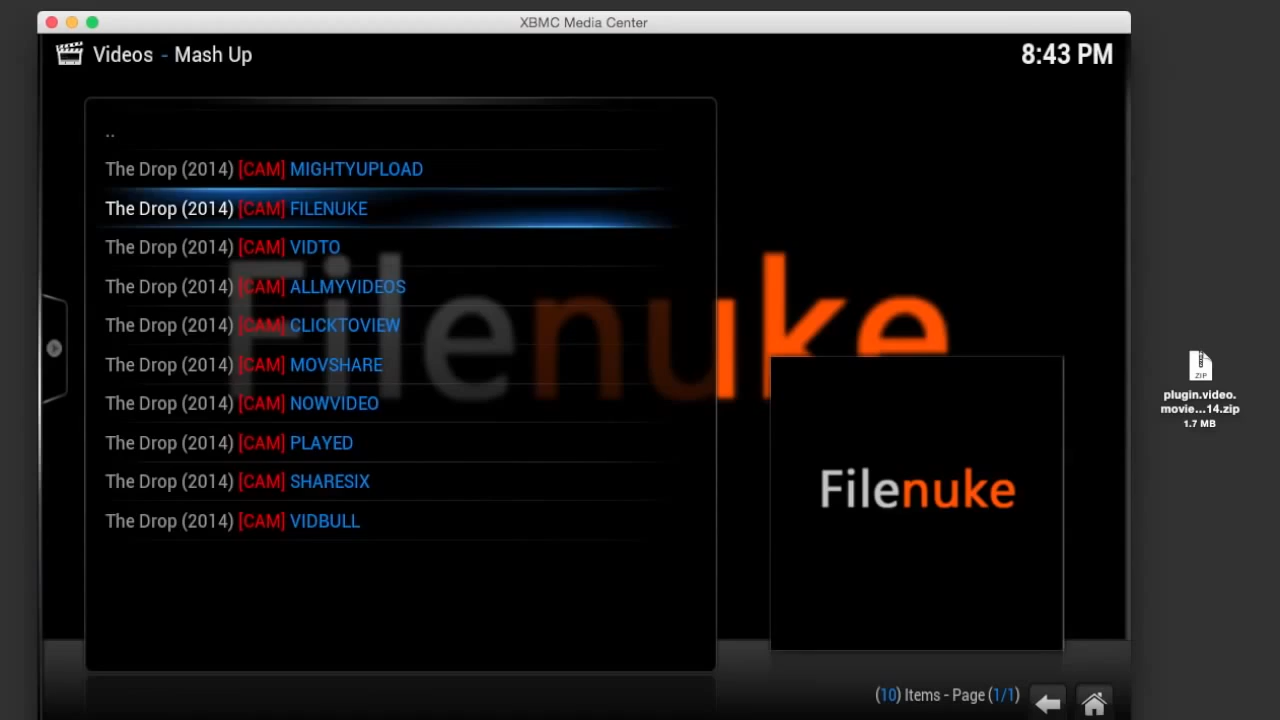 XBMC Media Center
Videos - Mash Up
8:43 PM
..
The Drop (2014) [CAM] MIGHTYUPLOAD
The Drop (2014) [CAM] FILENUKE
The Drop (2014) [CAM] VIDTO
The Drop (2014) [CAM] ALLMYVIDEOS
The Drop (2014) [CAM] CLICKTOVIEW
The Drop (2014) [CAM] MOVSHARE
The Drop (2014) [CAM] NOWVIDEO
The Drop (2014) [CAM] PLAYED
The Drop (2014) [CAM] SHARESIX
The Drop (2014) [CAM] VIDBULL
Filenuke
Filenuke
ZIP
plugin.video.
movie...14.zip
1.7 MB
(10) Items - Page (1/1)